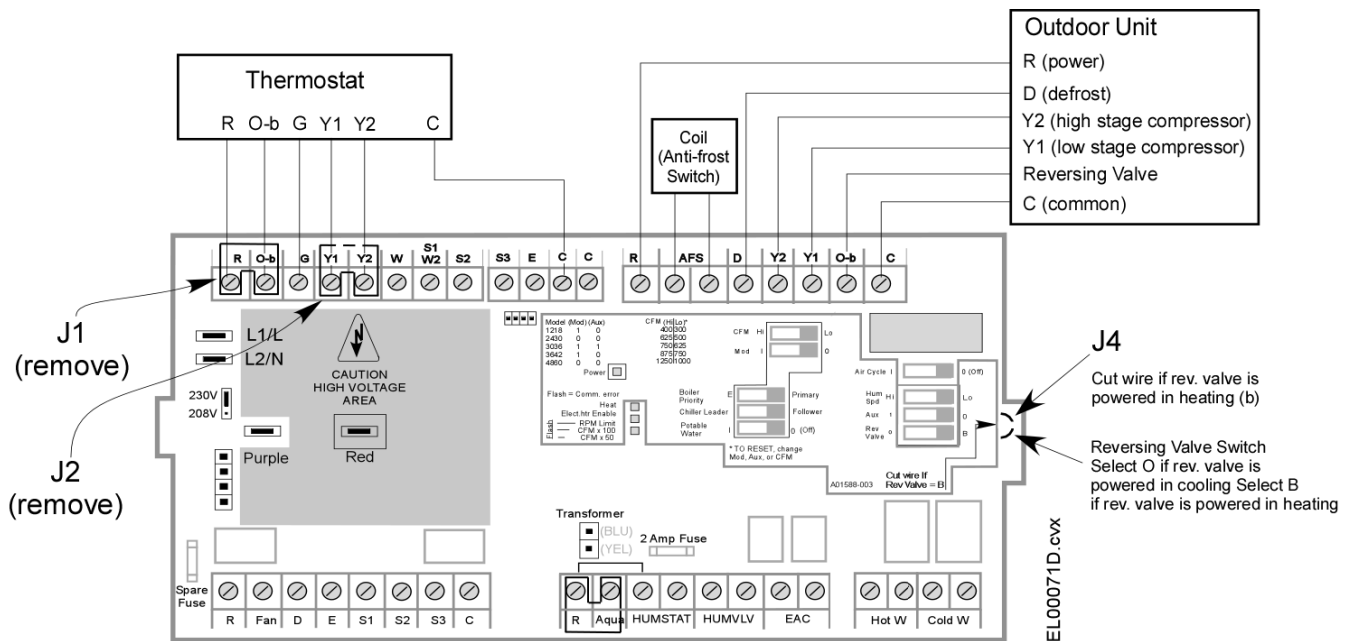 Outdoor Unit
R (power)
D (defrost)
Y2 (high stage compressor)
Y1 (low stage compressor)
Reversing Valve
C (common)
Thermostat
R O-b G Y1 Y2 C
Coil
(Anti-frost
Switch)
R O-b G Y1 Y2 W S1 W2 S2 S3 E C C
R AFS D Y2 Y1 O-b C
J1
(remove)
J2
(remove)
L1/L
L2/N
230V
208V
CAUTION
HIGH VOLTAGE
AREA
Purple
Red
Model (Mod) (Aux) CFM (Hi|Lo)*
1218 1 0 400|300
2430 0 0 625|500
3036 1 1 750|625
3642 1 0 875|750
4860 0 0 1250|1000
Power
Flash = Comm. error
Heat
Elect.htr Enable
Flash
RPM Limit
CFM x 100
CFM x 50
CFM Hi Lo
Mod I 0
Boiler
Priority E Primary
Chiller Leader Follower
Potable
Water I 0 (Off)
* TO RESET, change
Mod, Aux, or CFM
Air Cycle I 0 (Off)
Hum
Spd Hi Lo
Aux 1 0
Rev
Valve o B
A01588-003
Cut wire If
Rev Valve = B
J4
Cut wire if rev. valve is
powered in heating (b)
Reversing Valve Switch
Select O if rev. valve is
powered in cooling Select B
if rev. valve is powered in heating
Transformer
(BLU)
(YEL)
2 Amp Fuse
Spare
Fuse
R Fan D E S1 S2 S3 C
R Aqua HUMSTAT HUMVLV EAC
Hot W Cold W
EL00071D.cvx